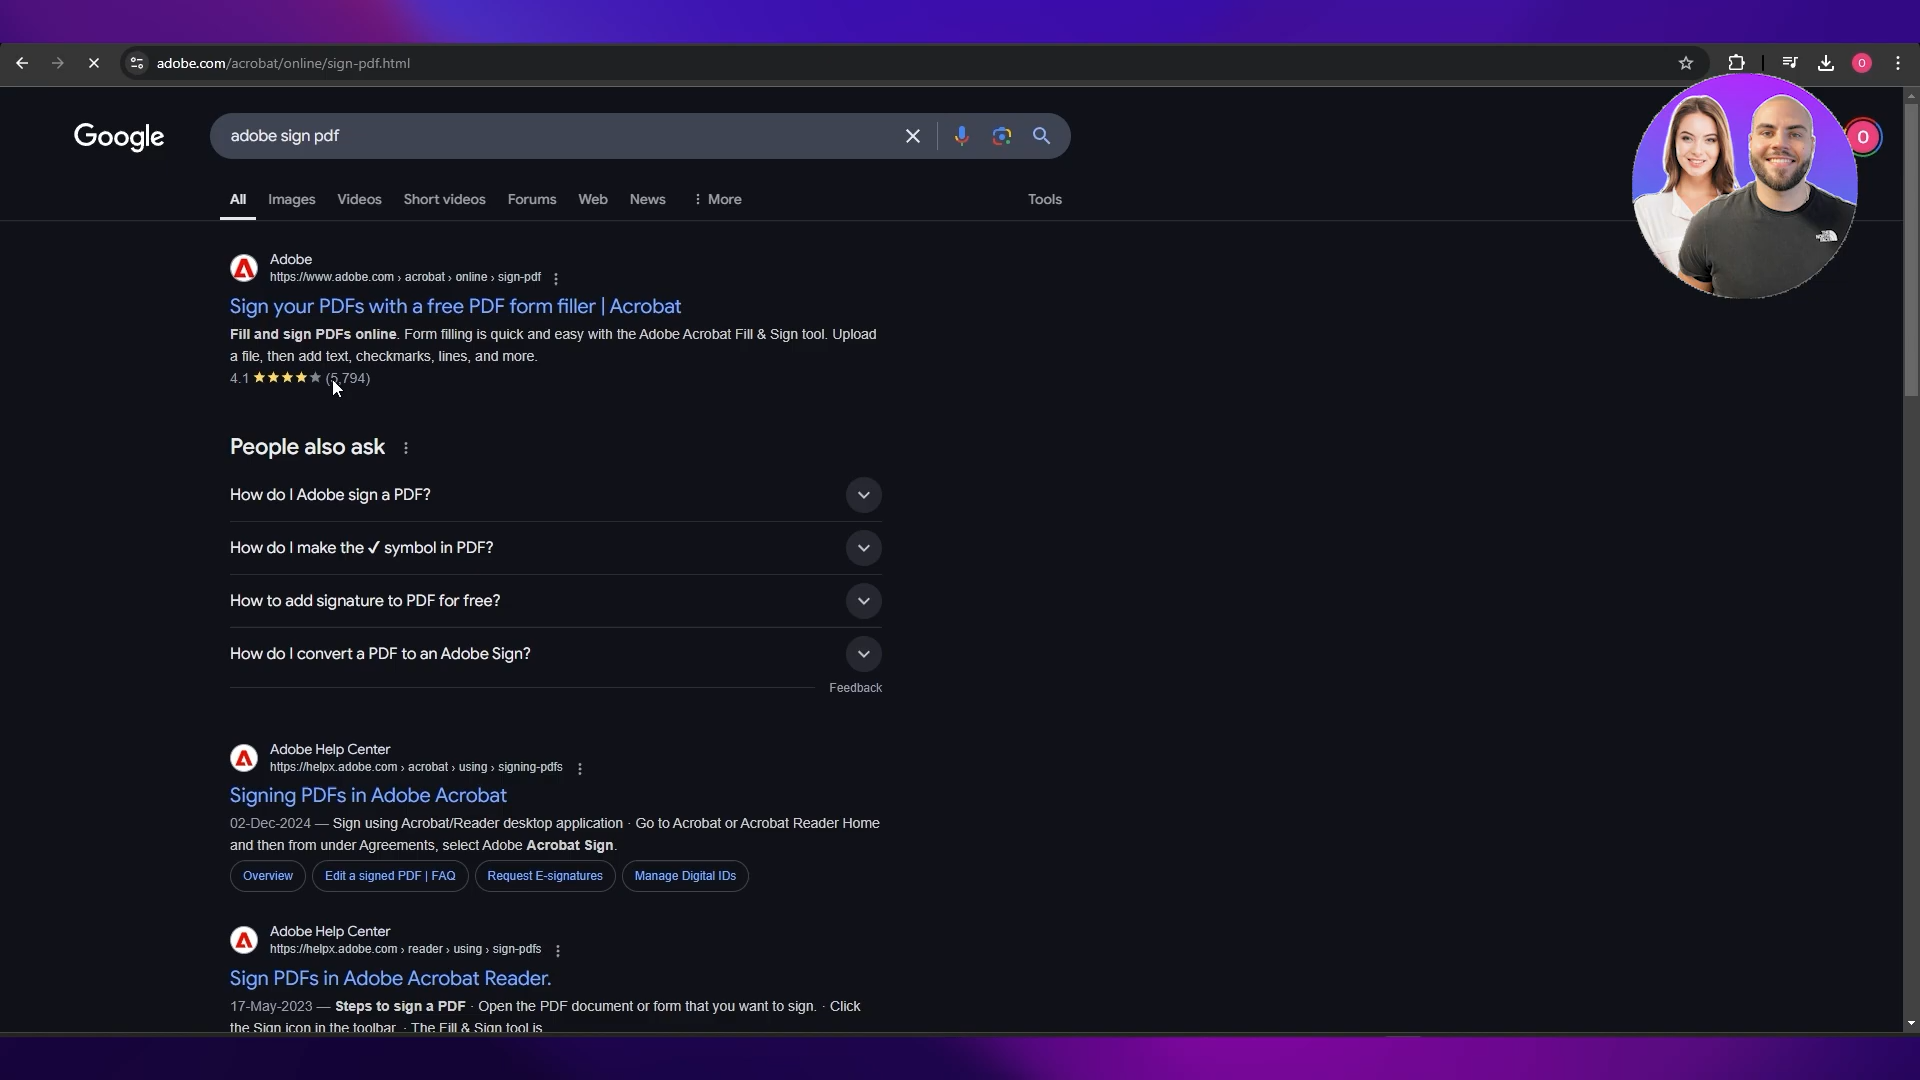 adobe.com/acrobat/online/sign-pdf.html
O
Google
adobe sign pdf
O
All Images Videos Short videos Forums Web News More Tools
Adobe
https://www.adobe.com › acrobat › online › sign-pdf
Sign your PDFs with a free PDF form filler | Acrobat
Fill and sign PDFs online. Form filling is quick and easy with the Adobe Acrobat Fill & Sign tool. Upload
a file, then add text, checkmarks, lines, and more.
4.1 ★★★★★ (5,794)
People also ask
How do I Adobe sign a PDF?
How do I make the ✓ symbol in PDF?
How to add signature to PDF for free?
How do I convert a PDF to an Adobe Sign?
Feedback
Adobe Help Center
https://helpx.adobe.com › acrobat › using › signing-pdfs
Signing PDFs in Adobe Acrobat
02-Dec-2024 — Sign using Acrobat/Reader desktop application · Go to Acrobat or Acrobat Reader Home
and then from under Agreements, select Adobe Acrobat Sign.
Overview Edit a signed PDF | FAQ Request E-signatures Manage Digital IDs
Adobe Help Center
https://helpx.adobe.com › reader › using › sign-pdfs
Sign PDFs in Adobe Acrobat Reader.
17-May-2023 — Steps to sign a PDF · Open the PDF document or form that you want to sign. · Click
the Sign icon in the toolbar. · The Fill & Sign tool is